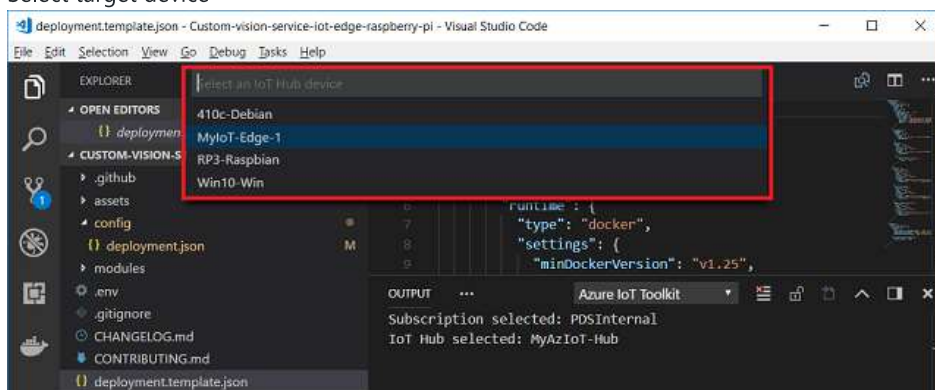 Select target device
deployment.template.json - Custom-vision-service-iot-edge-raspberry-pi - Visual Studio Code
File Edit Selection View Go Debug Tasks Help
EXPLORER
Select an IoT Hub device
OPEN EDITORS
410c-Debian
{} deploymen
MyIoT-Edge-1
CUSTOM-VISION-S
RP3-Raspbian
.github
Win10-Win
assets
6 "runtime": {
config
7 "type": "docker",
{} deployment.json M
8 "settings": {
modules
9 "minDockerVersion": "v1.25",
.env
OUTPUT ... Azure IoT Toolkit
.gitignore
Subscription selected: PDSInternal
CHANGELOG.md
IoT Hub selected: MyAzIoT-Hub
CONTRIBUTING.md
{} deployment.template.json
1